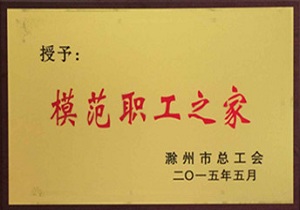 授予：
模范职工之家
滁州市总工会
二〇一五年五月